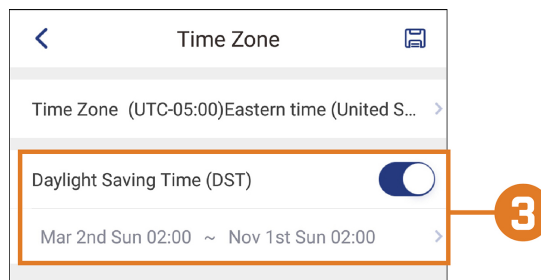 Time Zone
Time Zone (UTC-05:00)Eastern time (United S...
Daylight Saving Time (DST)
3
Mar 2nd Sun 02:00 ~ Nov 1st Sun 02:00